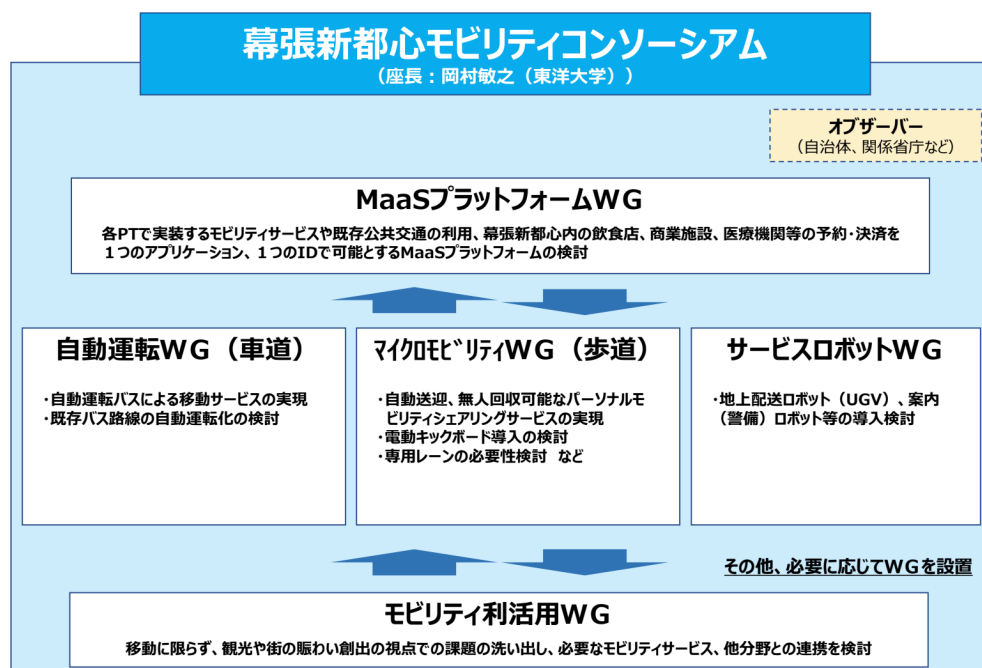 幕張新都心モビリティコンソーシアム
（座長：岡村敏之（東洋大学））
オブザーバー
（自治体、関係省庁など）
MaaSプラットフォームWG
各PTで実装するモビリティサービスや既存公共交通の利用、幕張新都心内の飲食店、商業施設、医療機関等の予約・決済を
１つのアプリケーション、１つのIDで可能とするMaaSプラットフォームの検討
自動運転WG（車道）
・自動運転バスによる移動サービスの実現
・既存バス路線の自動運転化の検討
ﾏｲｸﾛﾓﾋﾞﾘﾃｨWG（歩道）
・自動送迎、無人回収可能なパーソナルモ
ビリティシェアリングサービスの実現
・電動キックボード導入の検討
・専用レーンの必要性検討 など
サービスロボットWG
・地上配送ロボット（UGV）、案内
（警備）ロボット等の導入検討
その他、必要に応じてWGを設置
モビリティ利活用WG
移動に限らず、観光や街の賑わい創出の視点での課題の洗い出し、必要なモビリティサービス、他分野との連携を検討